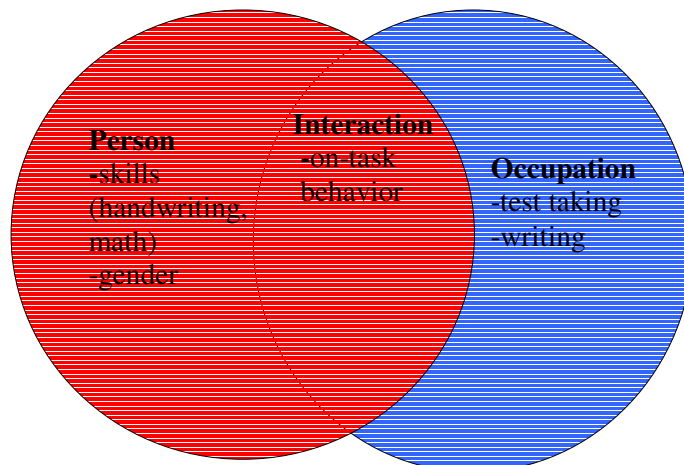 Person
-skills
(handwriting,
math)
-gender
Interaction
-on-task
behavior
Occupation
-test taking
-writing